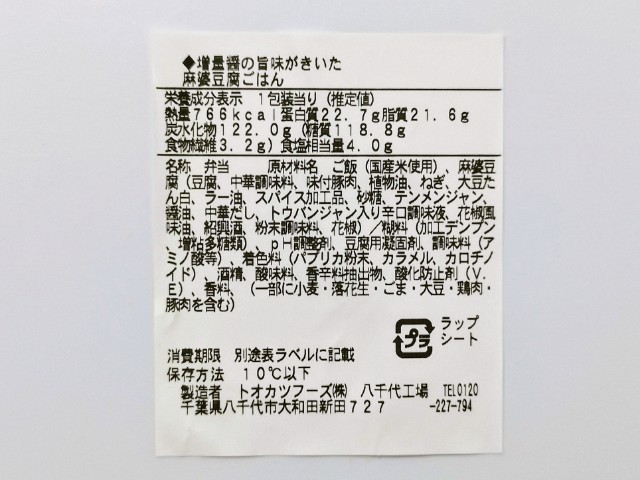 ◆増量醤の旨味がきいた
麻婆豆腐ごはん
栄養成分表示 1包装当り(推定値)
熱量766kcal蛋白質22.7g脂質21.6g
炭水化物122.0g(糖質118.8g
食物繊維3.2g)食塩相当量4.0g
名称 弁当 原材料名 ご飯(国産米使用)、麻婆豆
腐(豆腐、中華調味料、味付豚肉、植物油、ねぎ、大豆たん
白、ラー油、スパイス加工品、砂糖、テンメンジャン、
醤油、中華だし、トウバンジャン入り辛口調味液、花椒風
味油、紹興酒、粉末調味料、花椒)/糊料(加工デンプン
、増粘多糖類)、pH調整剤、豆腐用凝固剤、調味料(ア
ミノ酸等)、着色料(パプリカ粉末、カラメル、カロチノ
イド)、酒精、酸味料、香辛料抽出物、酸化防止剤(V.
E)、香料、(一部に小麦・落花生・ごま・大豆・鶏肉・
豚肉を含む)
プラ
ラップ
シート
消費期限 別途表ラベルに記載
保存方法 10℃以下
製造者 トオカツフーズ㈱ 八千代工場 TEL0120
千葉県八千代市大和田新田727 -227-794